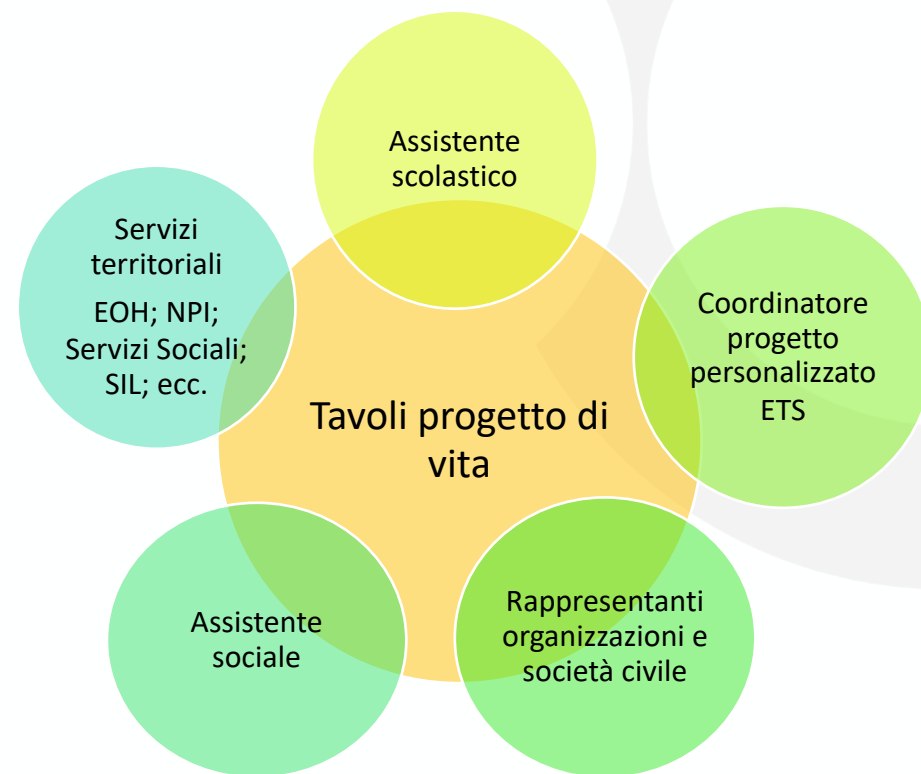 Assistente
scolastico
Servizi
territoriali
EOH; NPI;
Servizi Sociali;
SIL; ecc.
Coordinatore
progetto
personalizzato
ETS
Tavoli progetto di
vita
Assistente
sociale
Rappresentanti
organizzazioni e
società civile